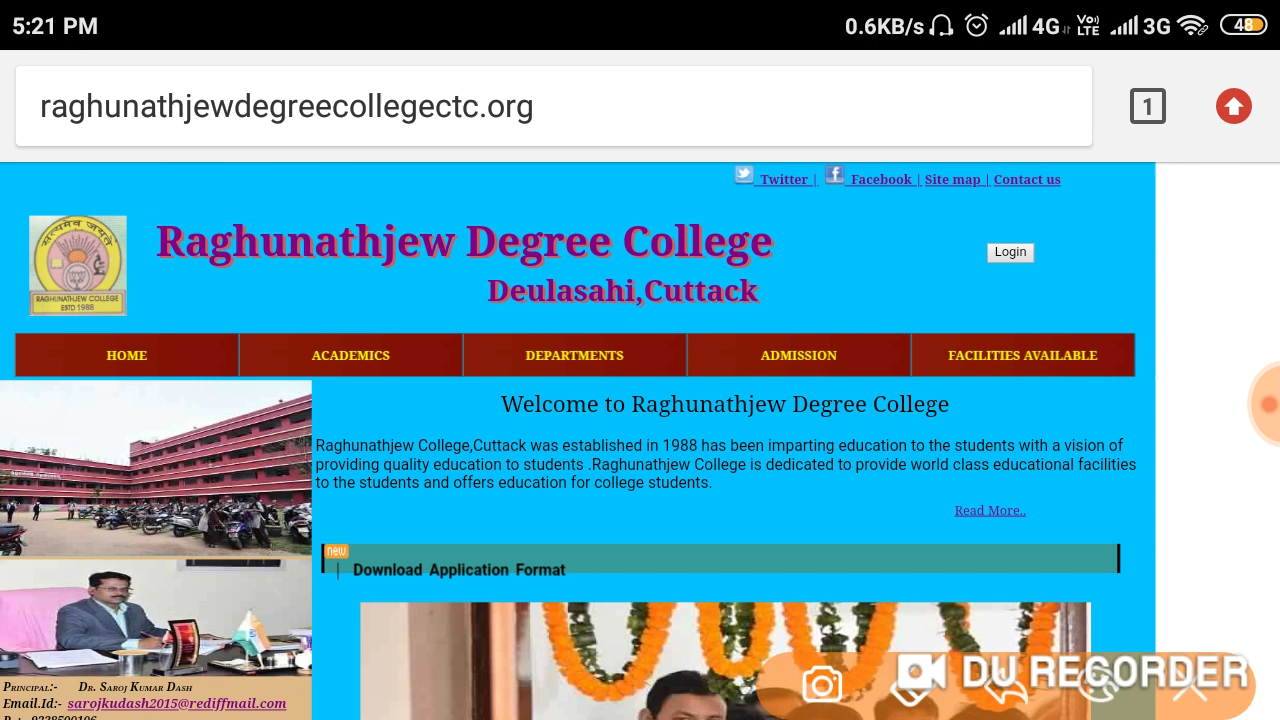 5:21 PM 0.6KB/s 4G VoLTE 3G 48
raghunathjewdegreecollegectc.org 1
Twitter | Facebook | Site map | Contact us
सत्यमेव जयते
RAGHUNATHJEW COLLEGE
ESTD 1988
Raghunathjew Degree College
Login
Deulasahi,Cuttack
HOME ACADEMICS DEPARTMENTS ADMISSION FACILITIES AVAILABLE
Welcome to Raghunathjew Degree College
Raghunathjew College,Cuttack was established in 1988 has been imparting education to the students with a vision of
providing quality education to students .Raghunathjew College is dedicated to provide world class educational facilities
to the students and offers education for college students.
Read More..
new
| Download Application Format
DU RECORDER
Principal:- Dr. Saroj Kumar Dash
Email.Id:- sarojkudash2015@rediffmail.com